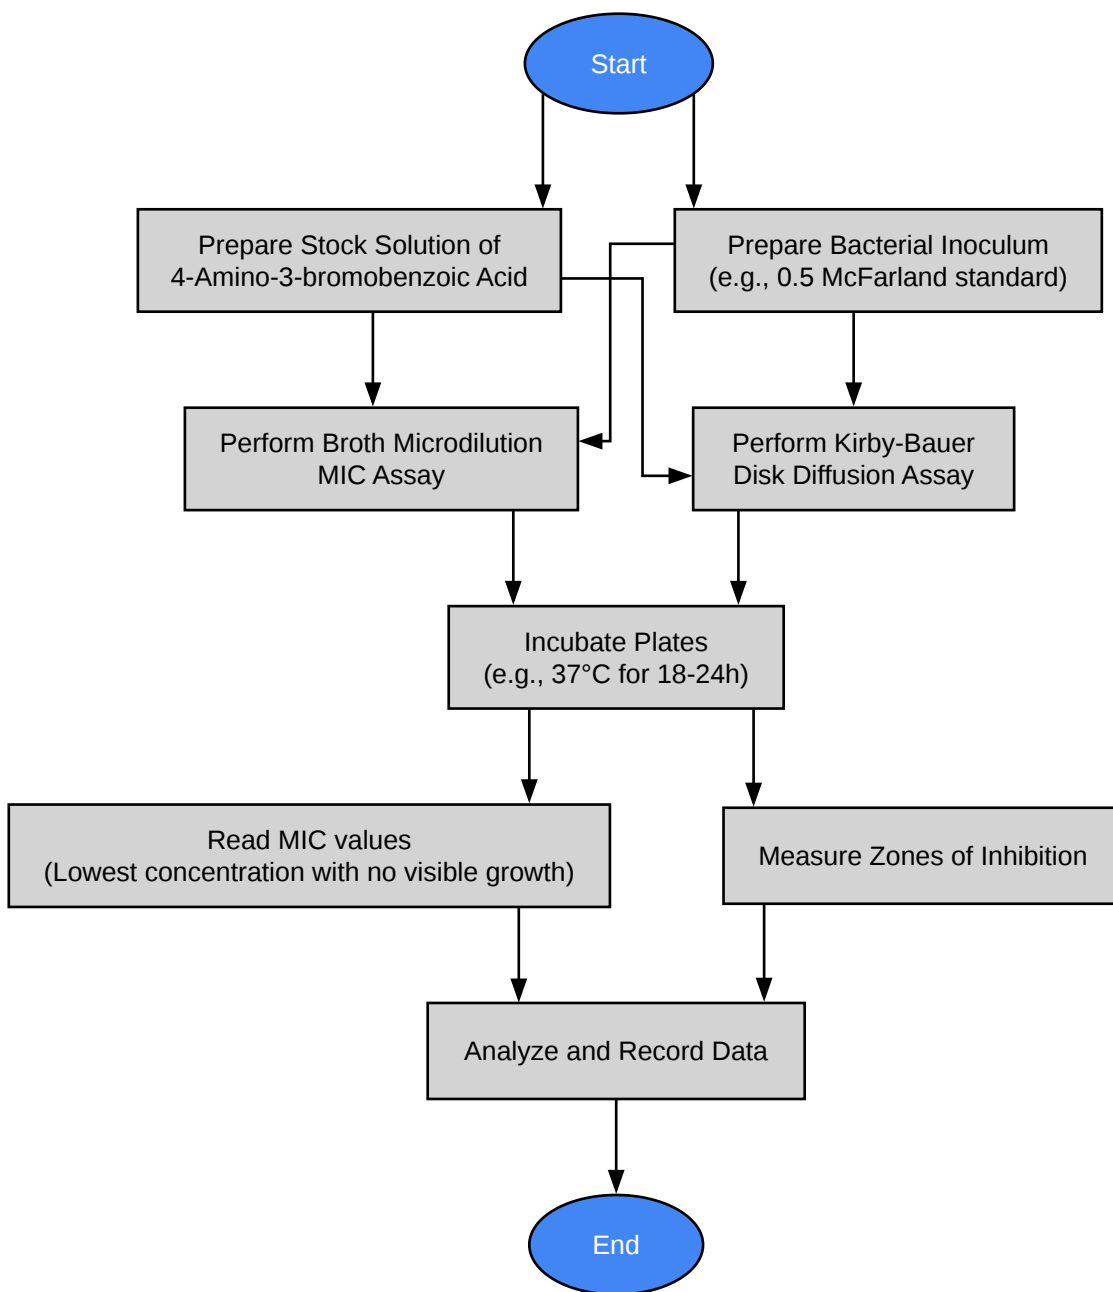 Start
Prepare Stock Solution of
4-Amino-3-bromobenzoic Acid
Prepare Bacterial Inoculum
(e.g., 0.5 McFarland standard)
Perform Broth Microdilution
MIC Assay
Perform Kirby-Bauer
Disk Diffusion Assay
Incubate Plates
(e.g., 37°C for 18-24h)
Read MIC values
(Lowest concentration with no visible growth)
Measure Zones of Inhibition
Analyze and Record Data
End